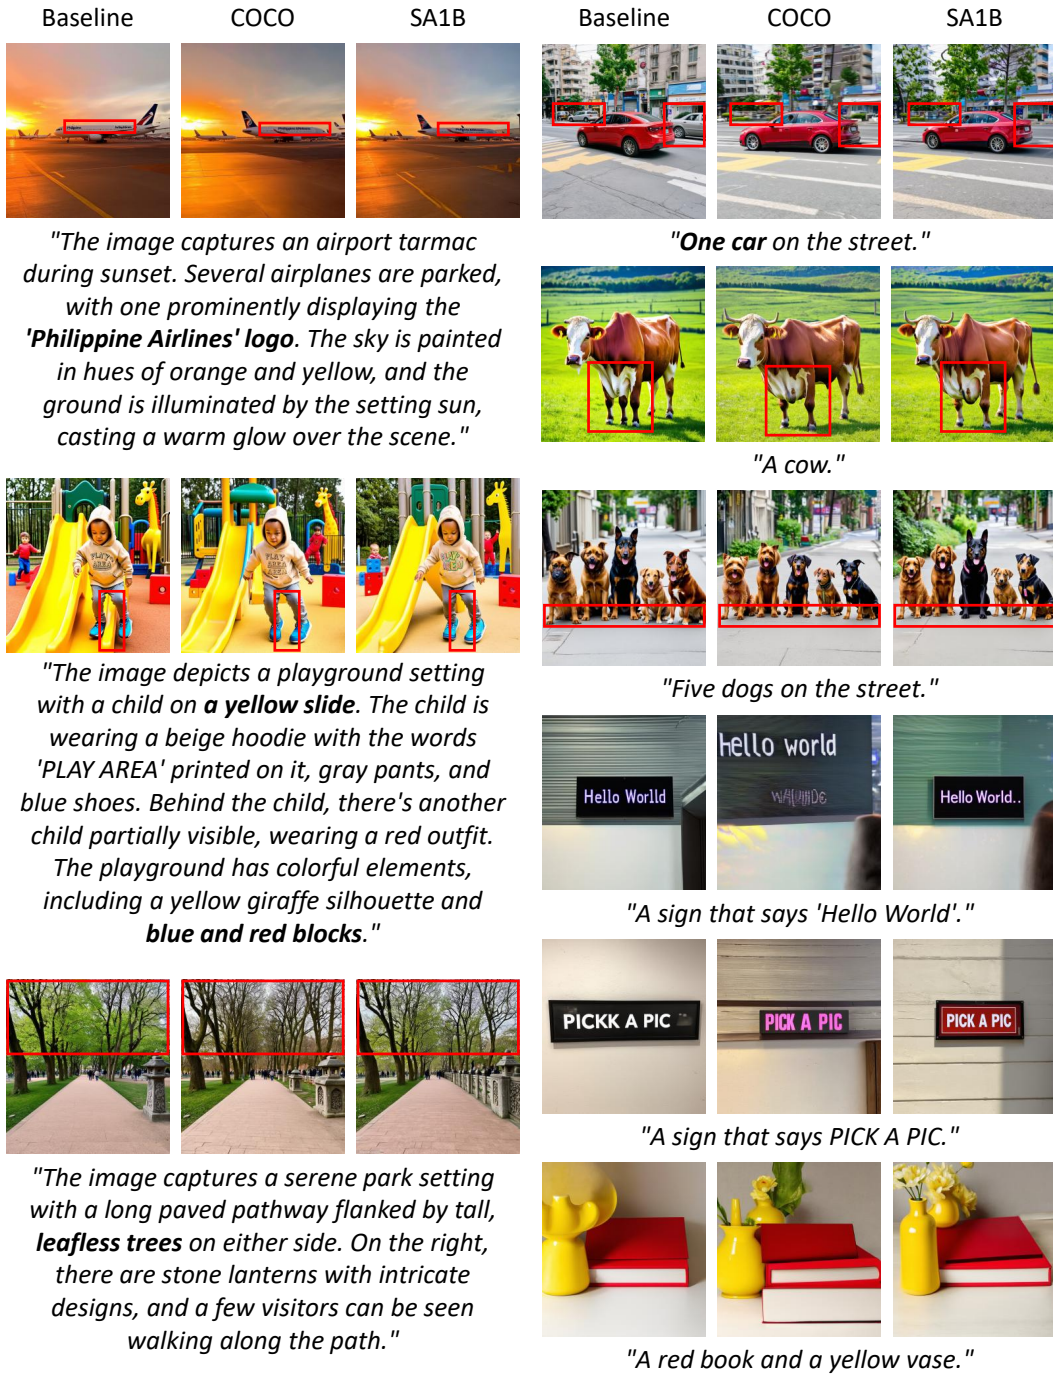 Baseline COCO SA1B
"The image captures an airport tarmac
during sunset. Several airplanes are parked,
with one prominently displaying the
'Philippine Airlines' logo. The sky is painted
in hues of orange and yellow, and the
ground is illuminated by the setting sun,
casting a warm glow over the scene."
PLAY
AREA
PLAY
AREA
"The image depicts a playground setting
with a child on a yellow slide. The child is
wearing a beige hoodie with the words
'PLAY AREA' printed on it, gray pants, and
blue shoes. Behind the child, there's another
child partially visible, wearing a red outfit.
The playground has colorful elements,
including a yellow giraffe silhouette and
blue and red blocks."
"The image captures a serene park setting
with a long paved pathway flanked by tall,
leafless trees on either side. On the right,
there are stone lanterns with intricate
designs, and a few visitors can be seen
walking along the path."
Baseline COCO SA1B
"One car on the street."
"A cow."
"Five dogs on the street."
Hello Worlld
hello world
Hello World..
"A sign that says 'Hello World'."
PICKK A PIC
PICK A PIC
PICK A PIC
"A sign that says PICK A PIC."
"A red book and a yellow vase."